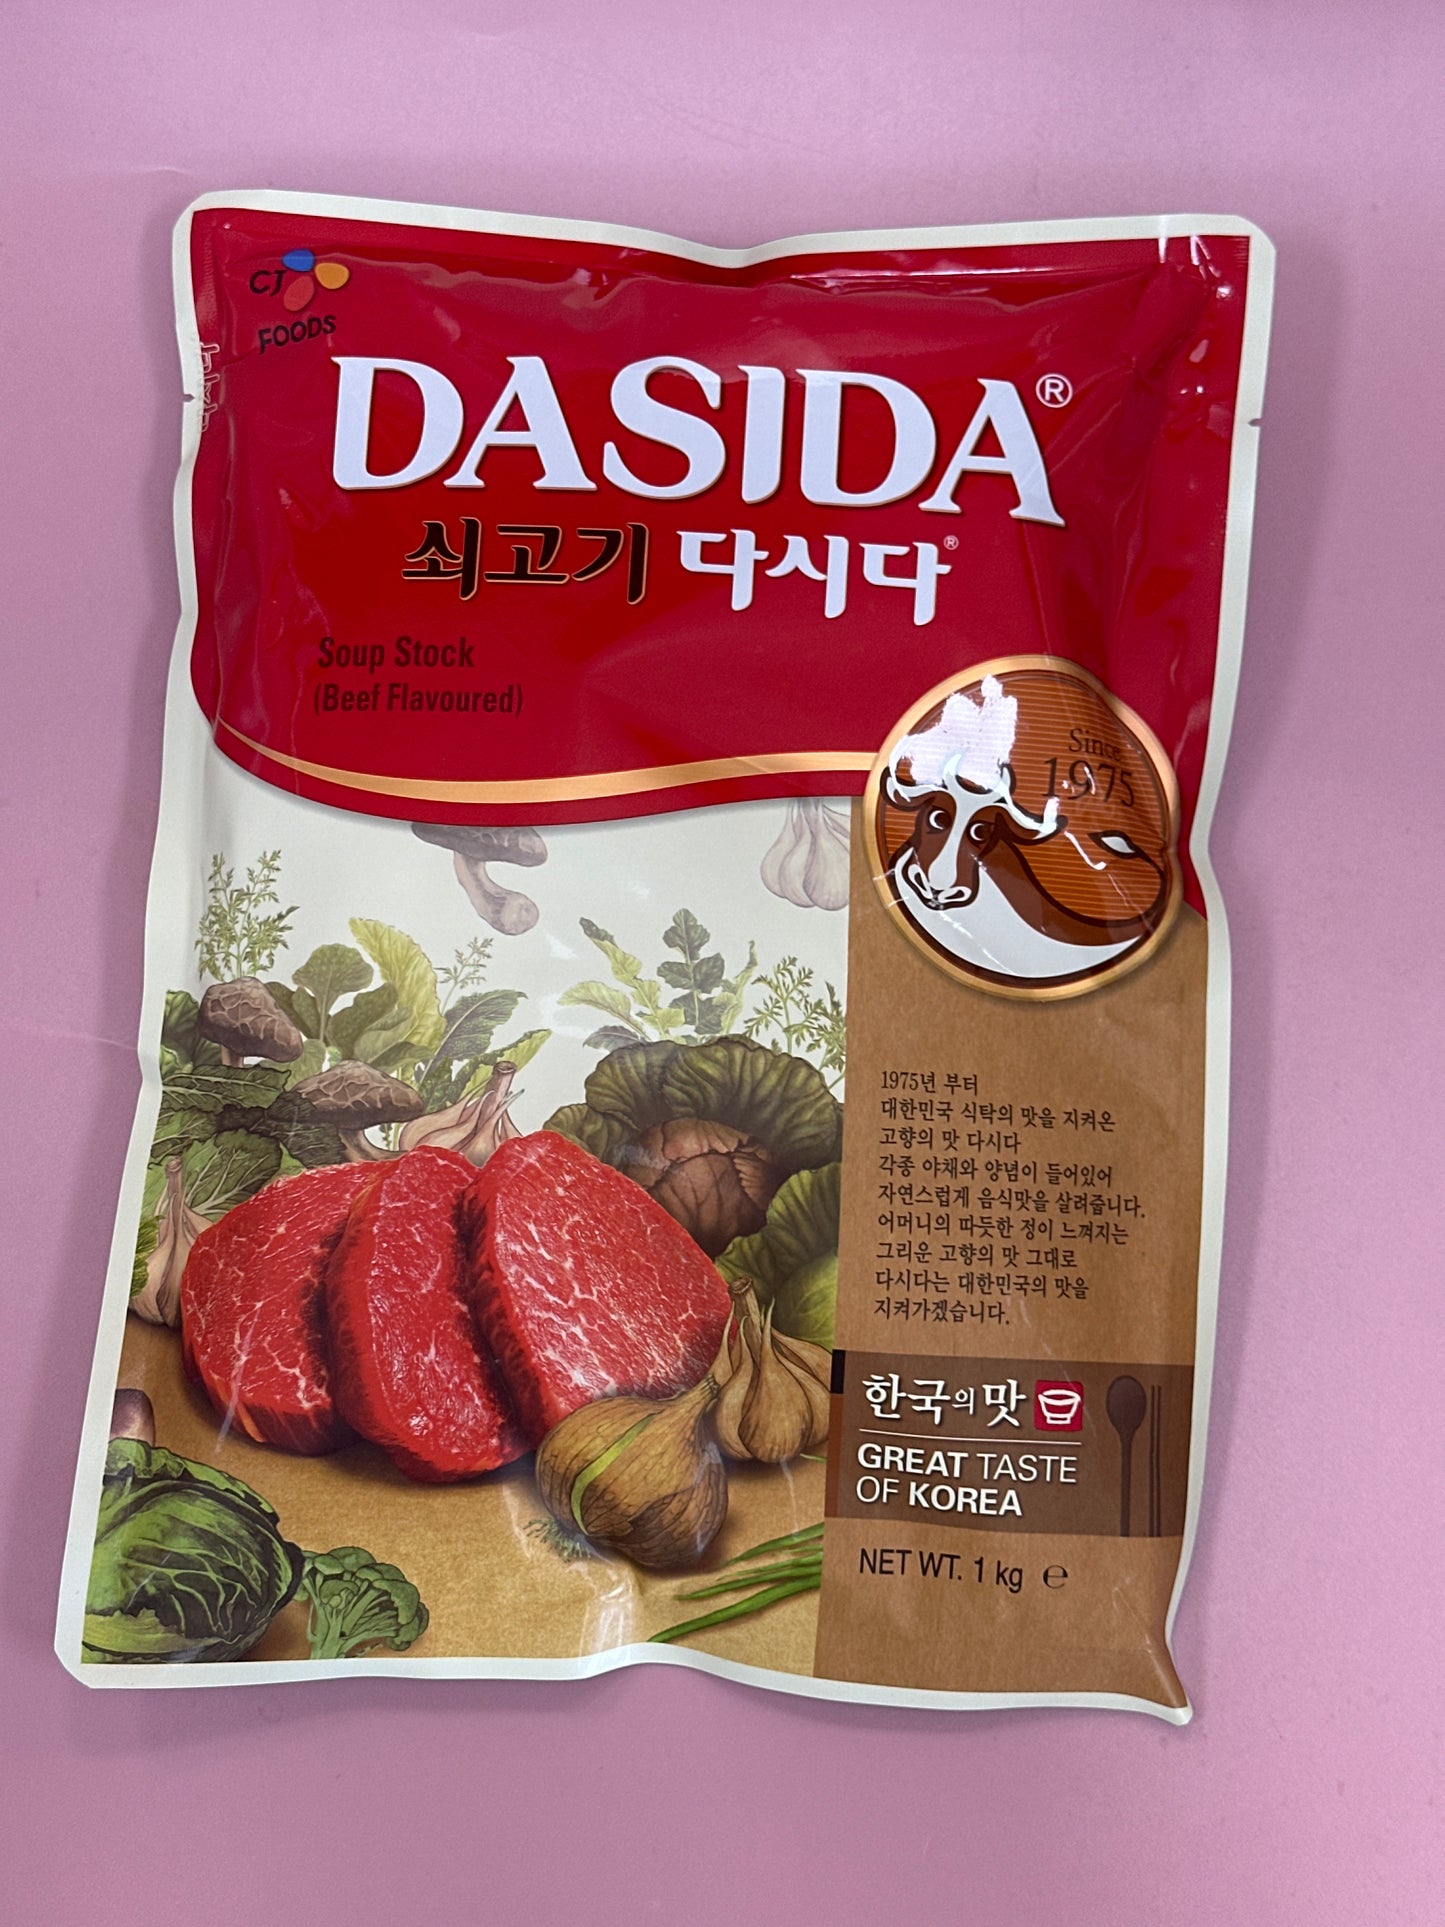 CJ
FOODS
DASIDA®
쇠고기 다시다®
Soup Stock
(Beef Flavoured)
Since
1975
1975년 부터
대한민국 식탁의 맛을 지켜온
고향의 맛 다시다
각종 야채와 양념이 들어있어
자연스럽게 음식맛을 살려줍니다.
어머니의 따듯한 정이 느껴지는
그리운 고향의 맛 그대로
다시다는 대한민국의 맛을
지켜가겠습니다.
한국의 맛
GREAT TASTE
OF KOREA
NET WT. 1 kg ℮